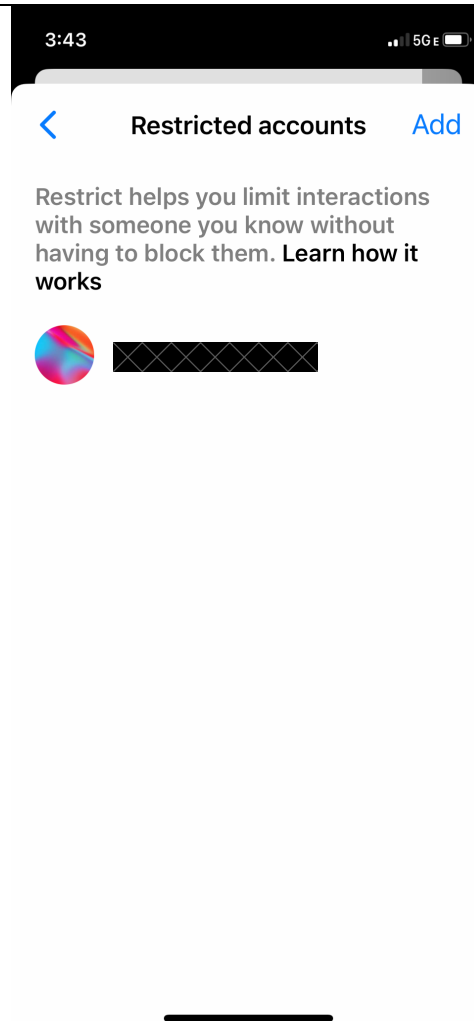 3:43
5GE
Restricted accounts
Add
Restrict helps you limit interactions
with someone you know without
having to block them. Learn how it
works